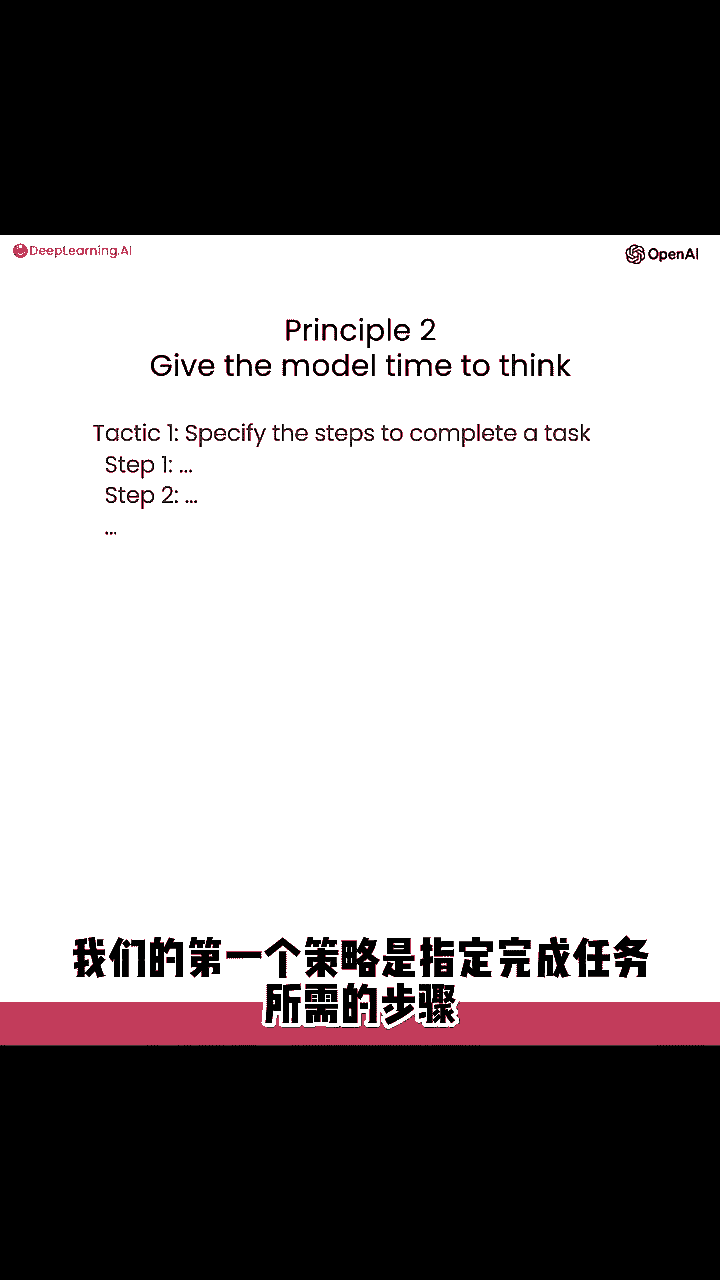 DeepLearning.AI
OpenAI
Principle 2
Give the model time to think
Tactic 1: Specify the steps to complete a task
Step 1: ...
Step 2: ...
...
我们的第一个策略是指定完成任务
所需的步骤